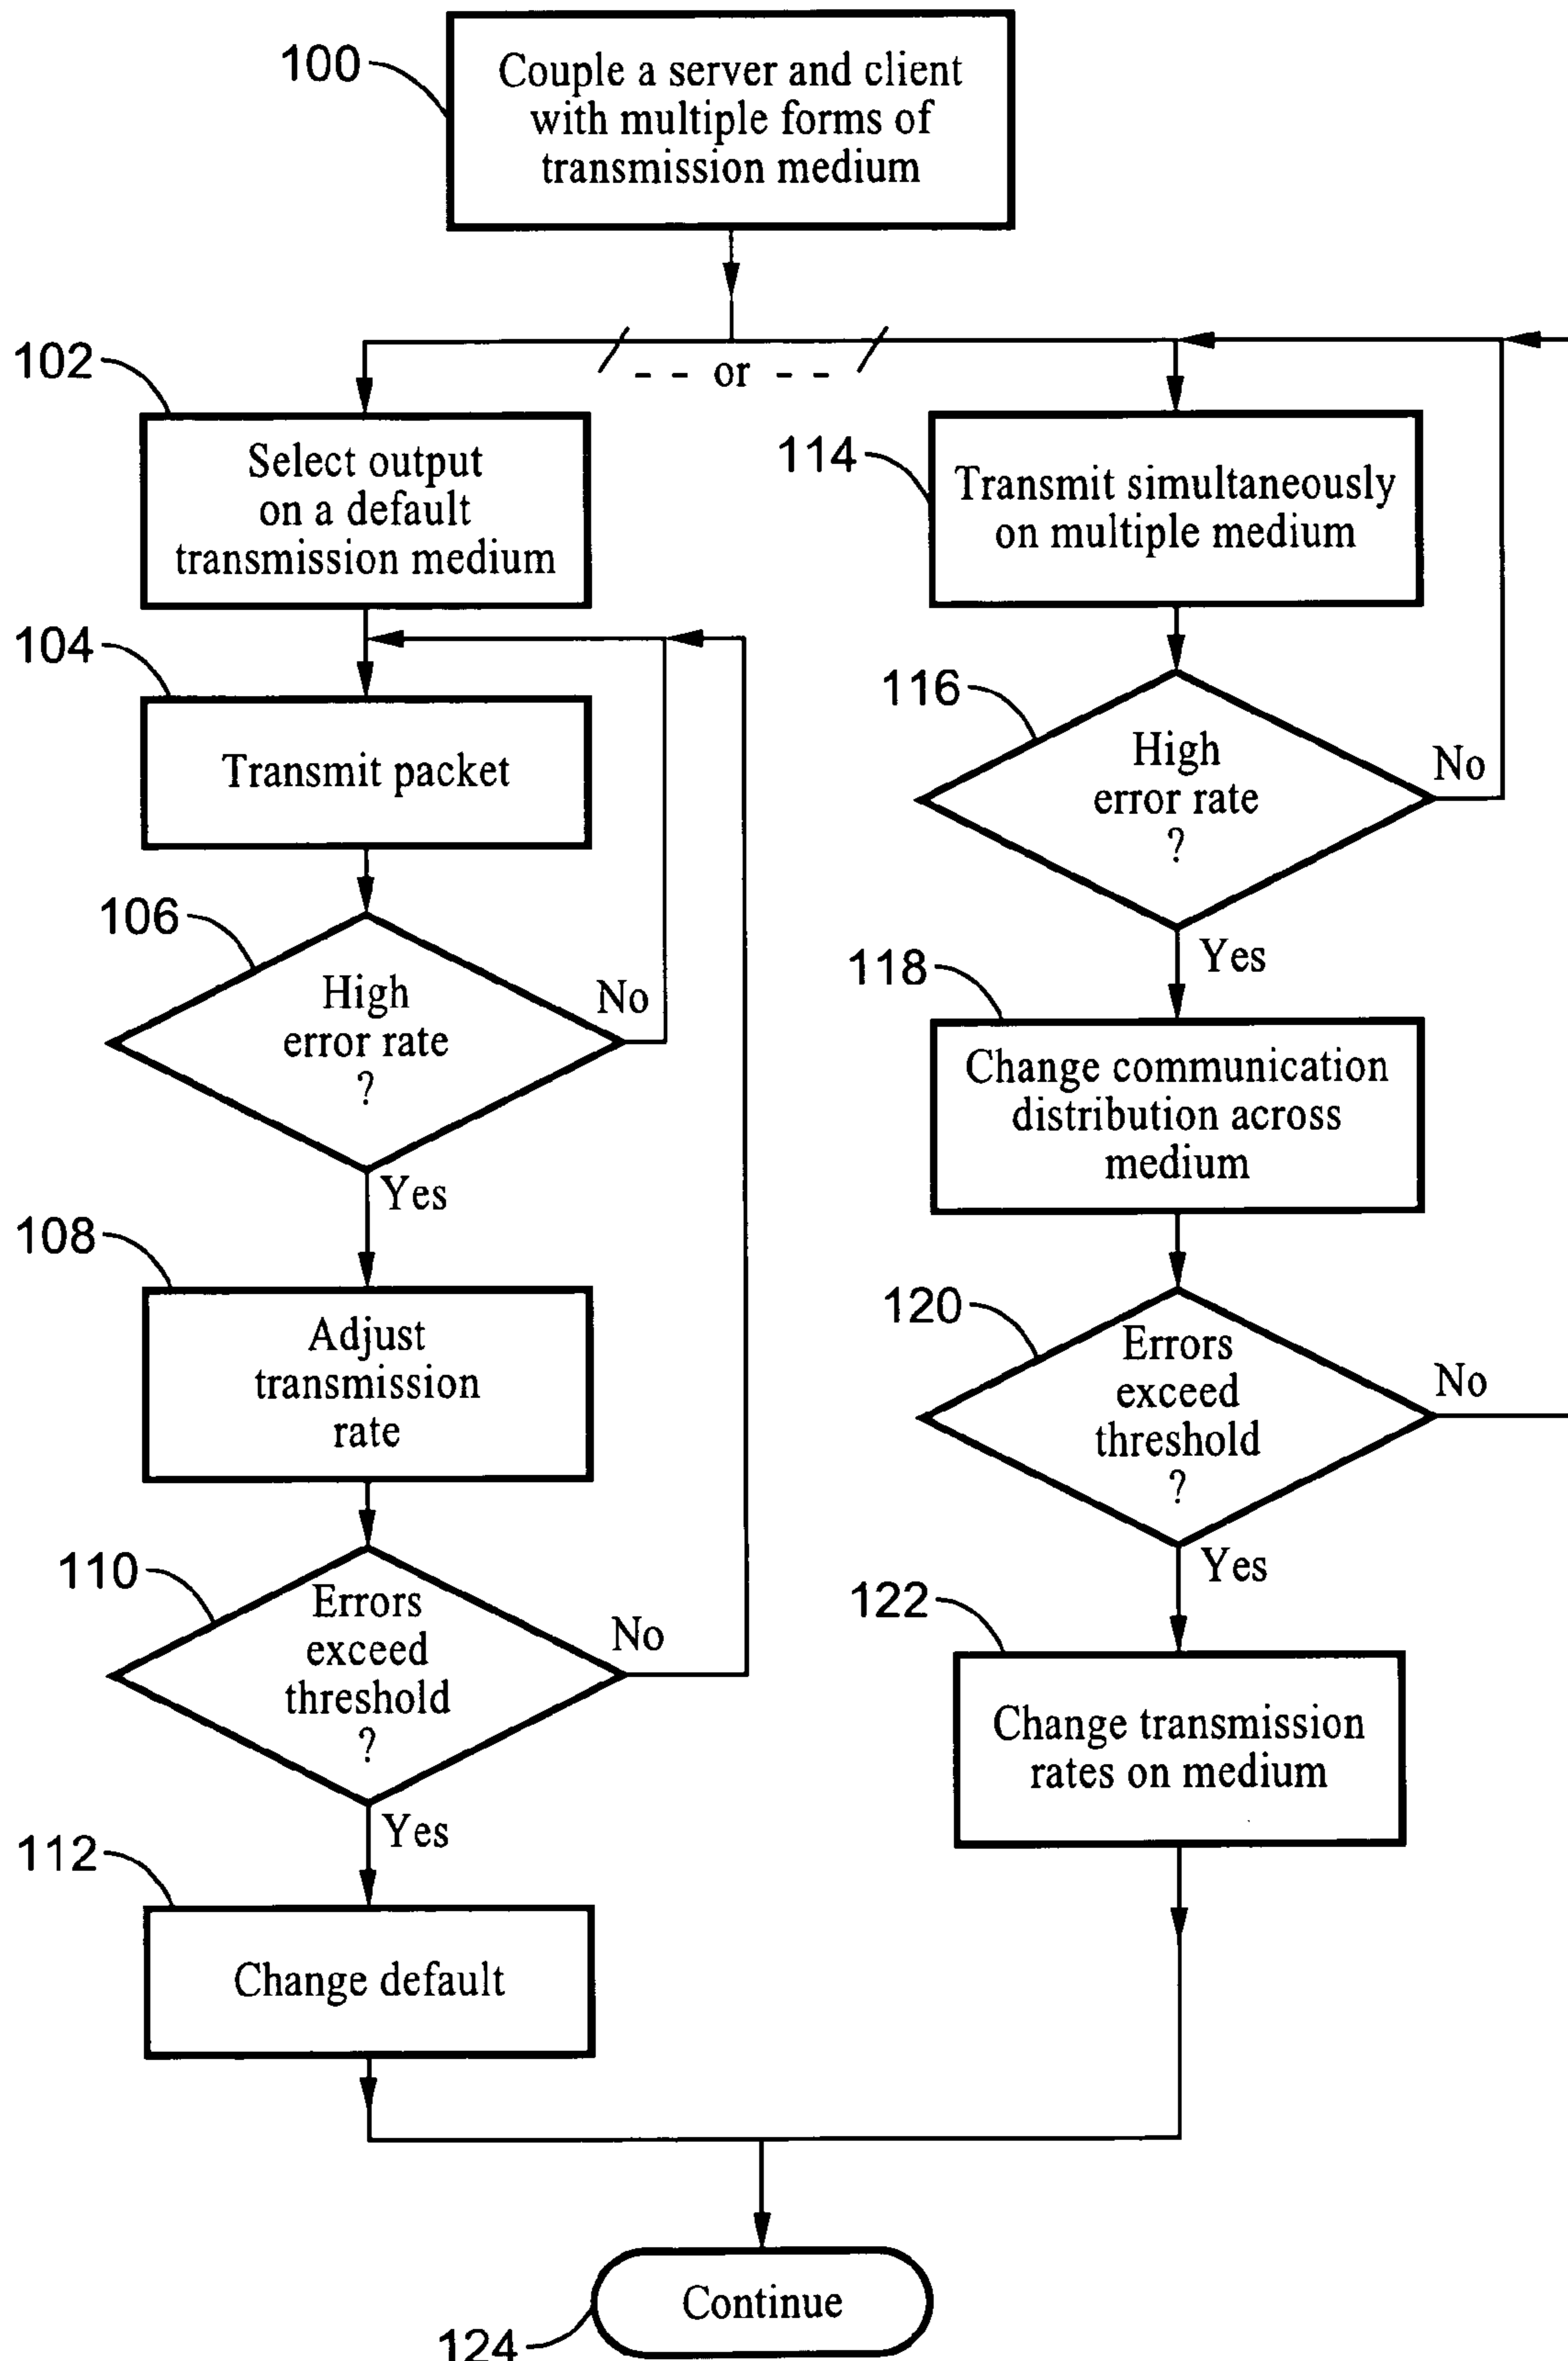 100
Couple a server and client
with multiple forms of
transmission medium
- - or - -
102
Select output
on a default
transmission medium
104
Transmit packet
106
High
error rate
?
No
Yes
108
Adjust
transmission
rate
110
Errors
exceed
threshold
?
No
Yes
112
Change default
114
Transmit simultaneously
on multiple medium
116
High
error rate
?
No
Yes
118
Change communication
distribution across
medium
120
Errors
exceed
threshold
?
No
Yes
122
Change transmission
rates on medium
Continue
124